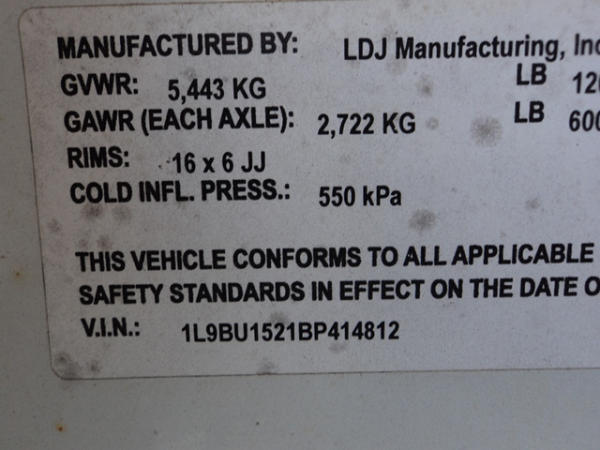 MANUFACTURED BY: LDJ Manufacturing, Inc
GVWR: 5,443 KG LB 120
GAWR (EACH AXLE): 2,722 KG LB 600
RIMS: 16 x 6 JJ
COLD INFL. PRESS.: 550 kPa
THIS VEHICLE CONFORMS TO ALL APPLICABLE
SAFETY STANDARDS IN EFFECT ON THE DATE O
V.I.N.: 1L9BU1521BP414812